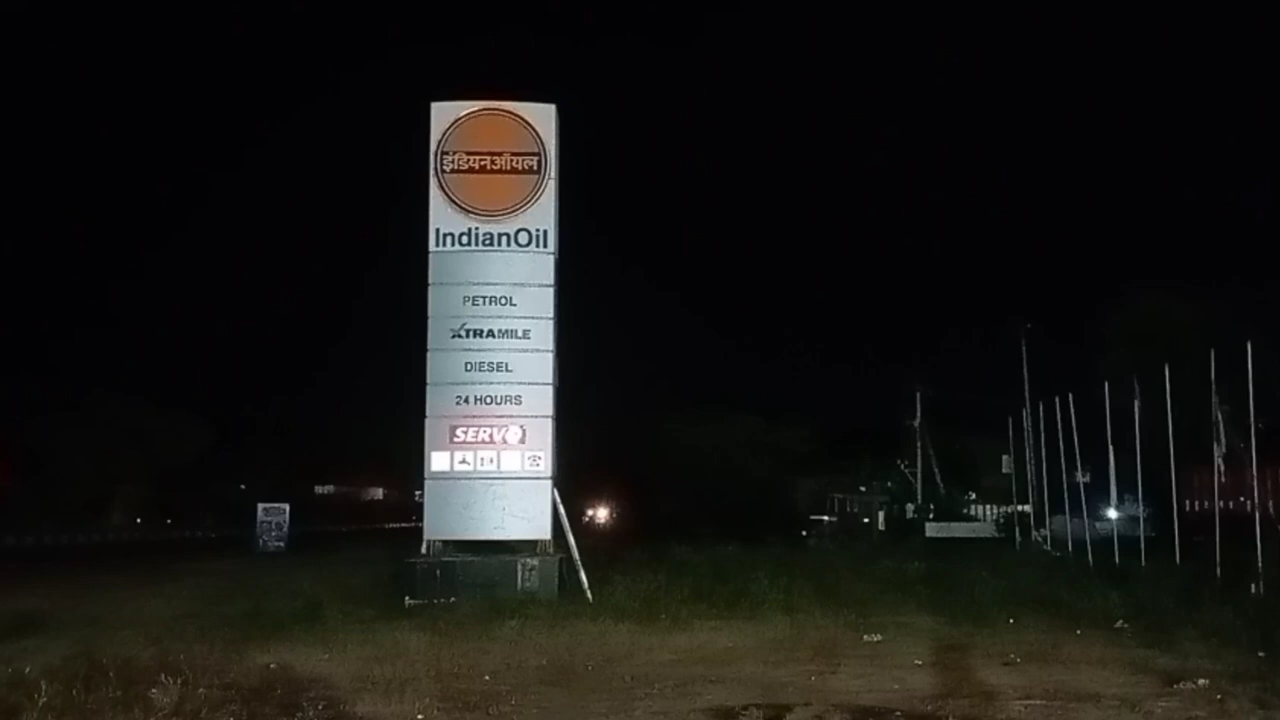 इंडियनऑयल
IndianOil
PETROL
XTRAMILE
DIESEL
24 HOURS
SERVO